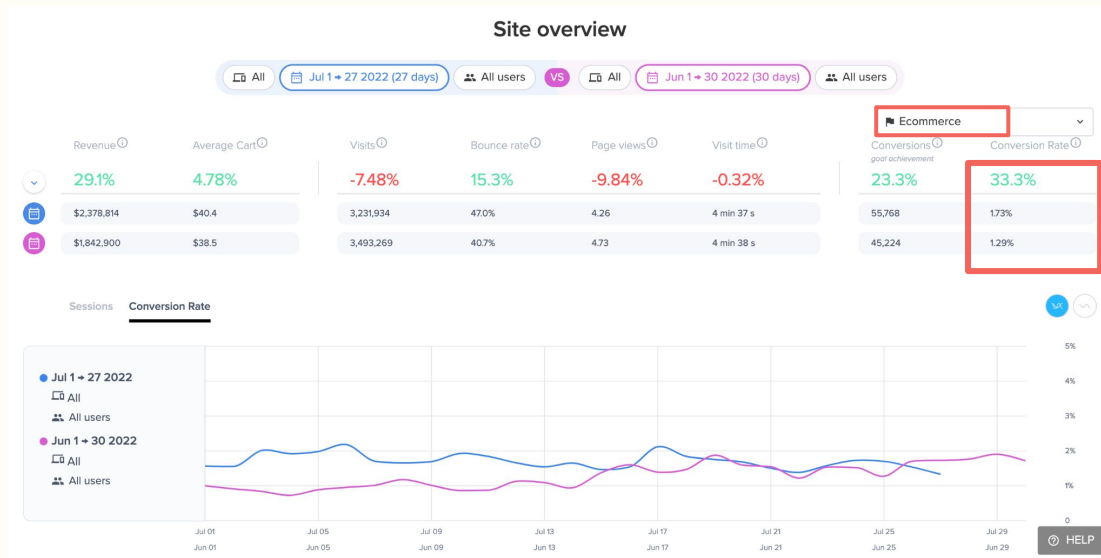 Site overview
All Jul 1 → 27 2022 (27 days) All users VS All Jun 1 → 30 2022 (30 days) All users
Ecommerce
Revenue Average Cart Visits Bounce rate Page views Visit time Conversions Conversion Rate
goal achievement
29.1% 4.78% -7.48% 15.3% -9.84% -0.32% 23.3% 33.3%
$2,378,814 $40.4 3,231,934 47.0% 4.26 4 min 37 s 55,768 1.73%
$1,842,900 $38.5 3,493,269 40.7% 4.73 4 min 38 s 45,224 1.29%
Sessions Conversion Rate
5%
Jul 1 → 27 2022
4%
All
All users
3%
Jun 1 → 30 2022
2%
All
All users
1%
0
Jul 01 Jul 05 Jul 09 Jul 13 Jul 17 Jul 21 Jul 25 Jul 29
Jun 01 Jun 05 Jun 09 Jun 13 Jun 17 Jun 21 Jun 25 Jun 29
HELP